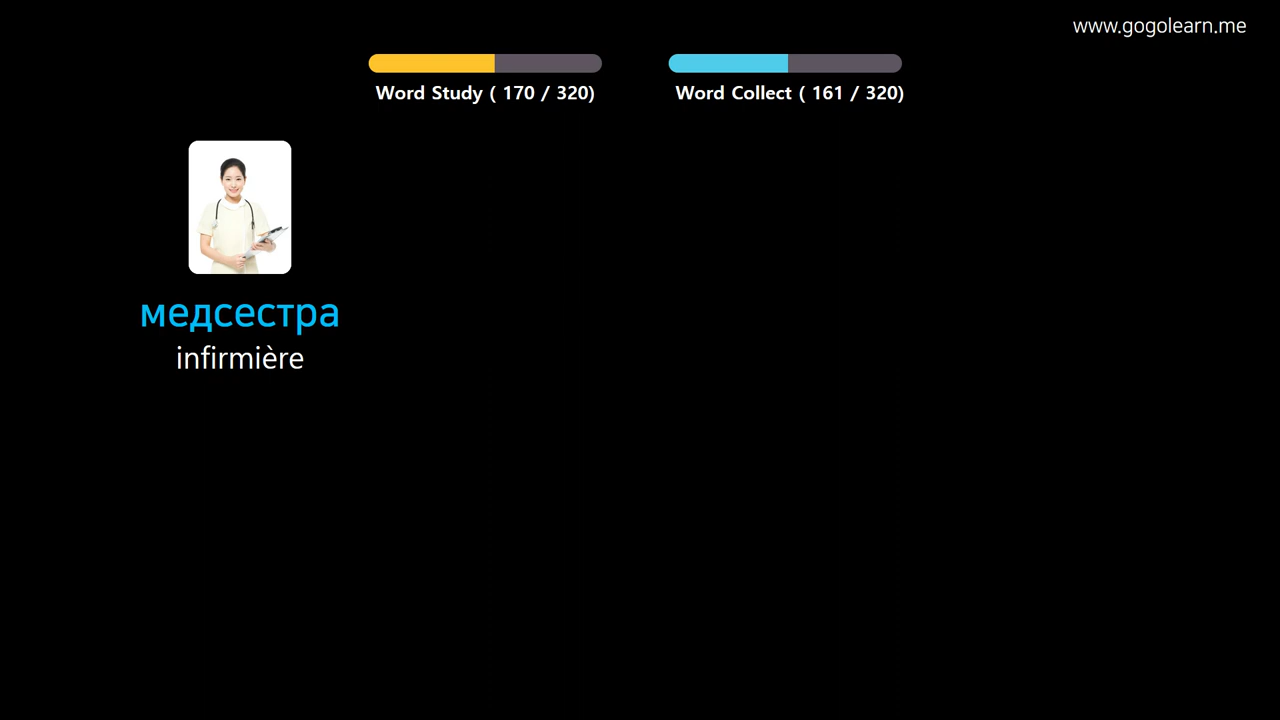 www.gogolearn.me
Word Study ( 170 / 320)
Word Collect ( 161 / 320)
медсестра
infirmière